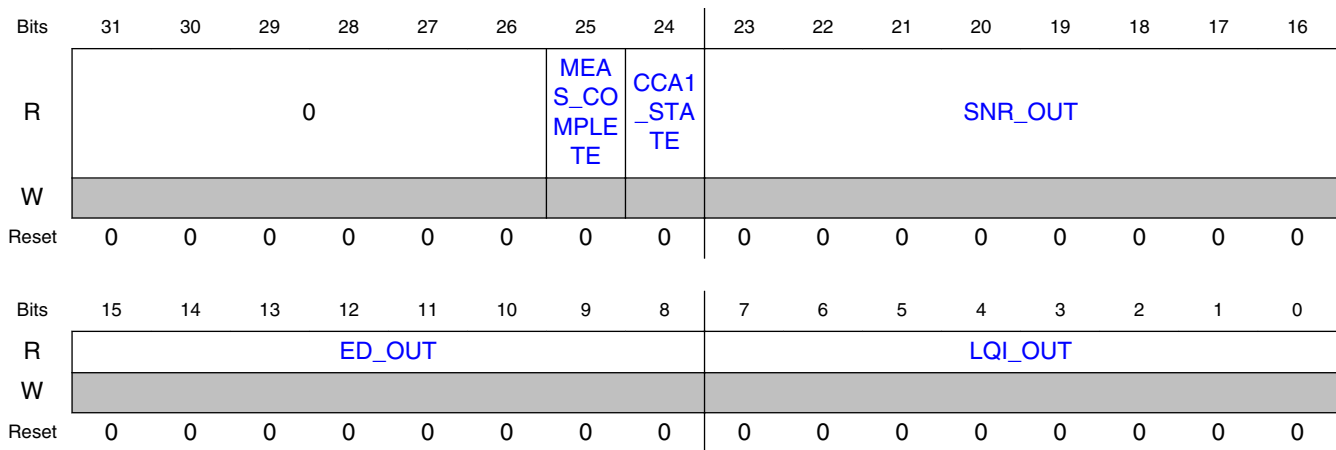 Bits 31 30 29 28 27 26 25 24 23 22 21 20 19 18 17 16
R 0 MEA CCA1 SNR_OUT
S_CO _STA
MPLE TE
TE
W
Reset 0 0 0 0 0 0 0 0 0 0 0 0 0 0 0 0
Bits 15 14 13 12 11 10 9 8 7 6 5 4 3 2 1 0
R ED_OUT LQI_OUT
W
Reset 0 0 0 0 0 0 0 0 0 0 0 0 0 0 0 0